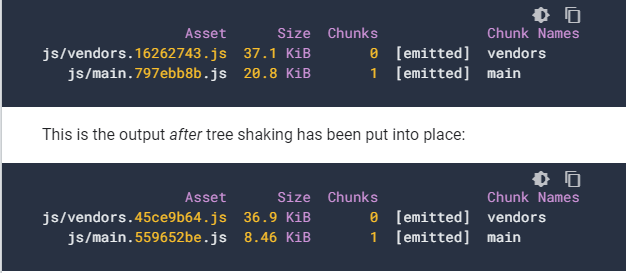 Asset Size Chunks Chunk Names
js/vendors.16262743.js 37.1 KiB 0 [emitted] vendors
js/main.797ebb8b.js 20.8 KiB 1 [emitted] main
This is the output after tree shaking has been put into place:
Asset Size Chunks Chunk Names
js/vendors.45ce9b64.js 36.9 KiB 0 [emitted] vendors
js/main.559652be.js 8.46 KiB 1 [emitted] main